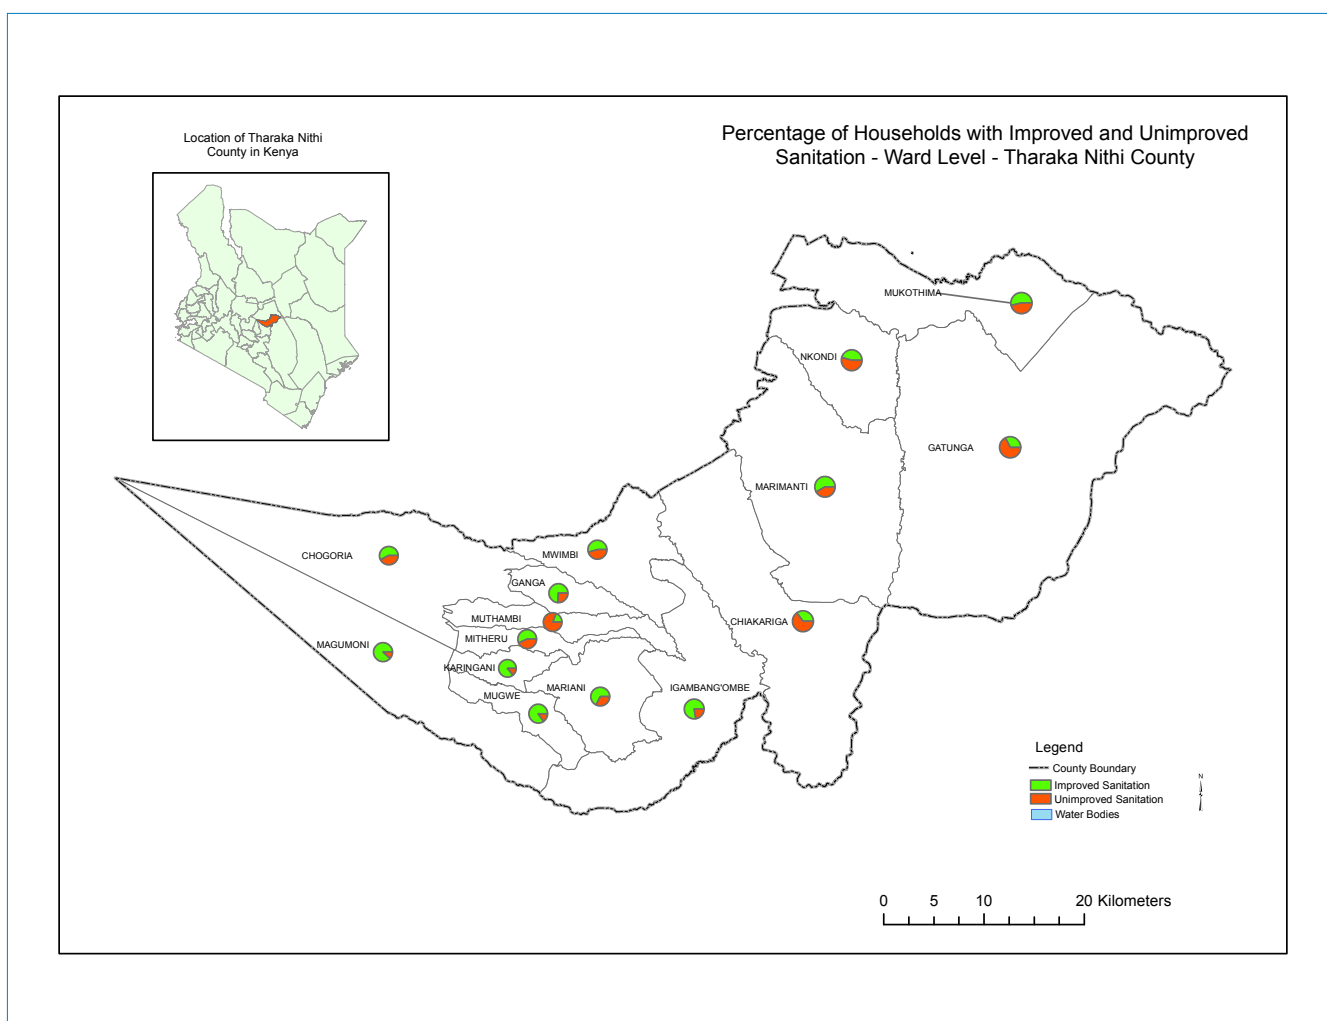 Location of Tharaka Nithi
County in Kenya
Percentage of Households with Improved and Unimproved
Sanitation - Ward Level - Tharaka Nithi County
MUKOTHIMA
NKONDI
GATUNGA
MARIMANTI
CHOGORIA
MWIMBI
GANGA
MUTHAMBI
CHIAKARIGA
MITHERU
MAGUMONI
KARINGANI
MUGWE
MARIANI
IGAMBANG'OMBE
Legend
County Boundary
Improved Sanitation
Unimproved Sanitation
Water Bodies
N
0 5 10 20 Kilometers